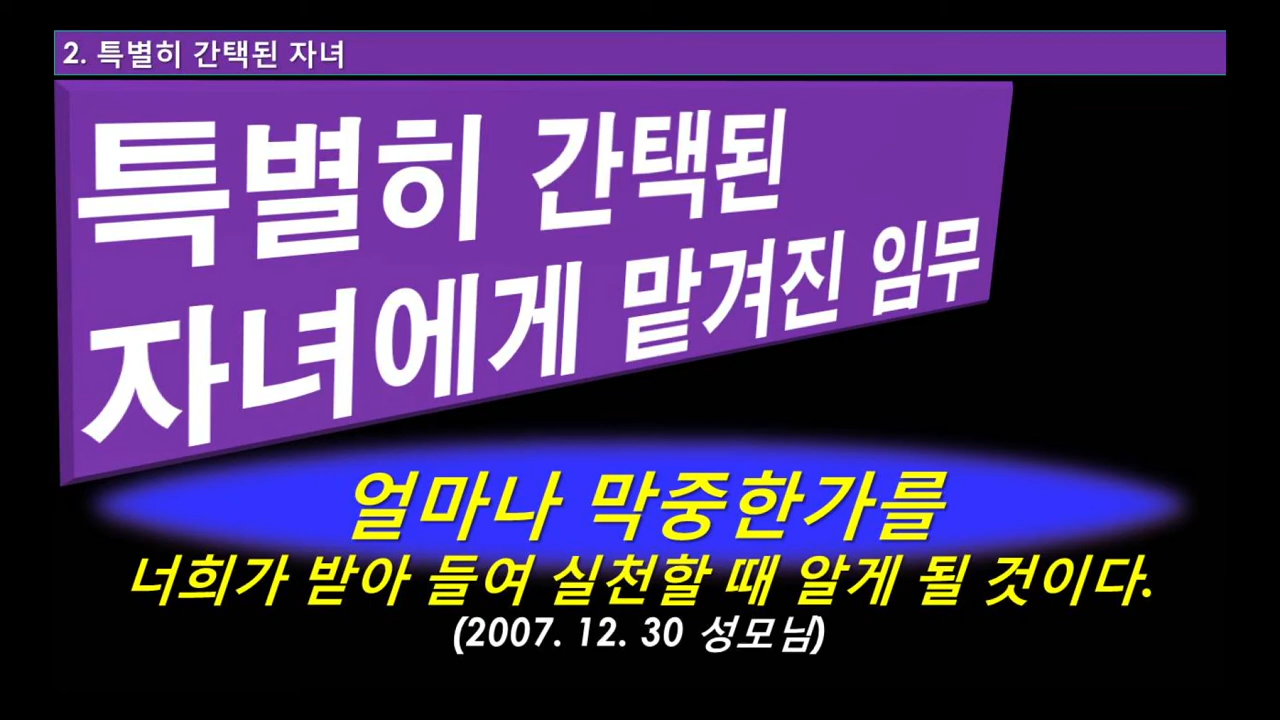 2. 특별히 간택된 자녀
특별히 간택된
자녀에게 맡겨진 임무
얼마나 막중한가를
너희가 받아 들여 실천할 때 알게 될 것이다.
(2007. 12. 30 성모님)